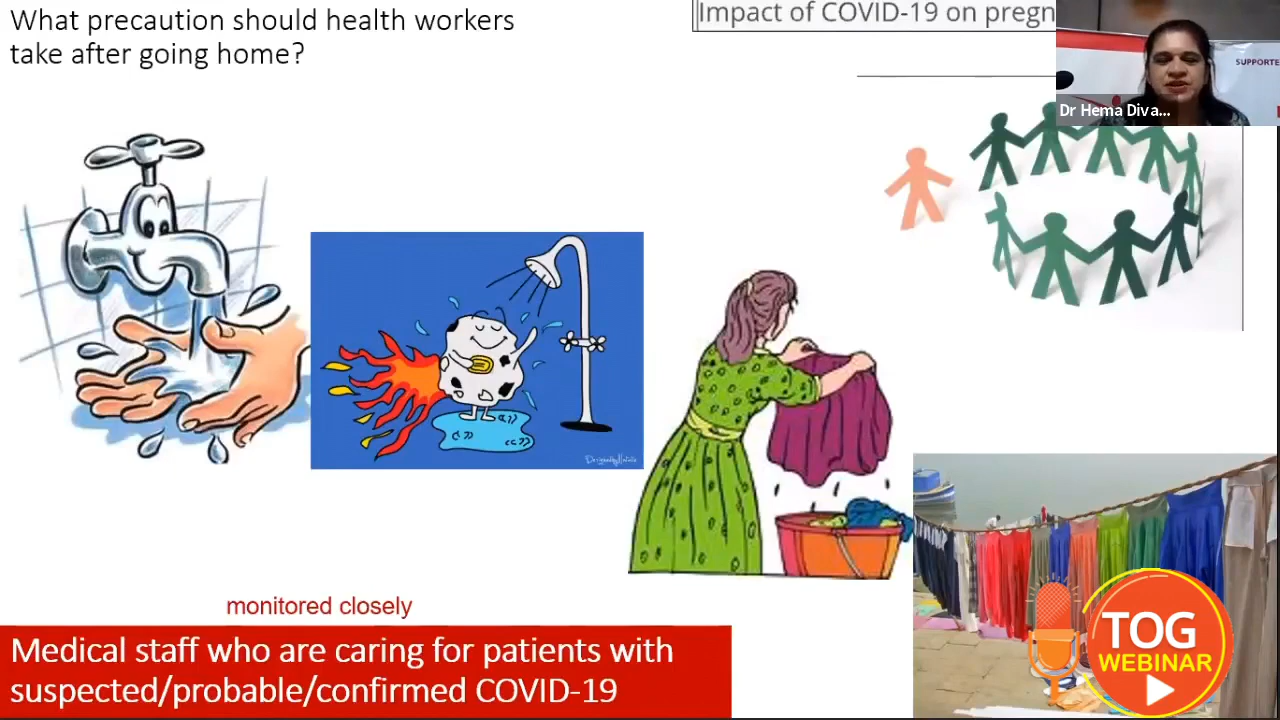 What precaution should health workers
take after going home?
Impact of COVID-19 on pregn
SUPPORTE
Dr Hema Diva...
monitored closely
Medical staff who are caring for patients with
suspected/probable/confirmed COVID-19
TOG
WEBINAR